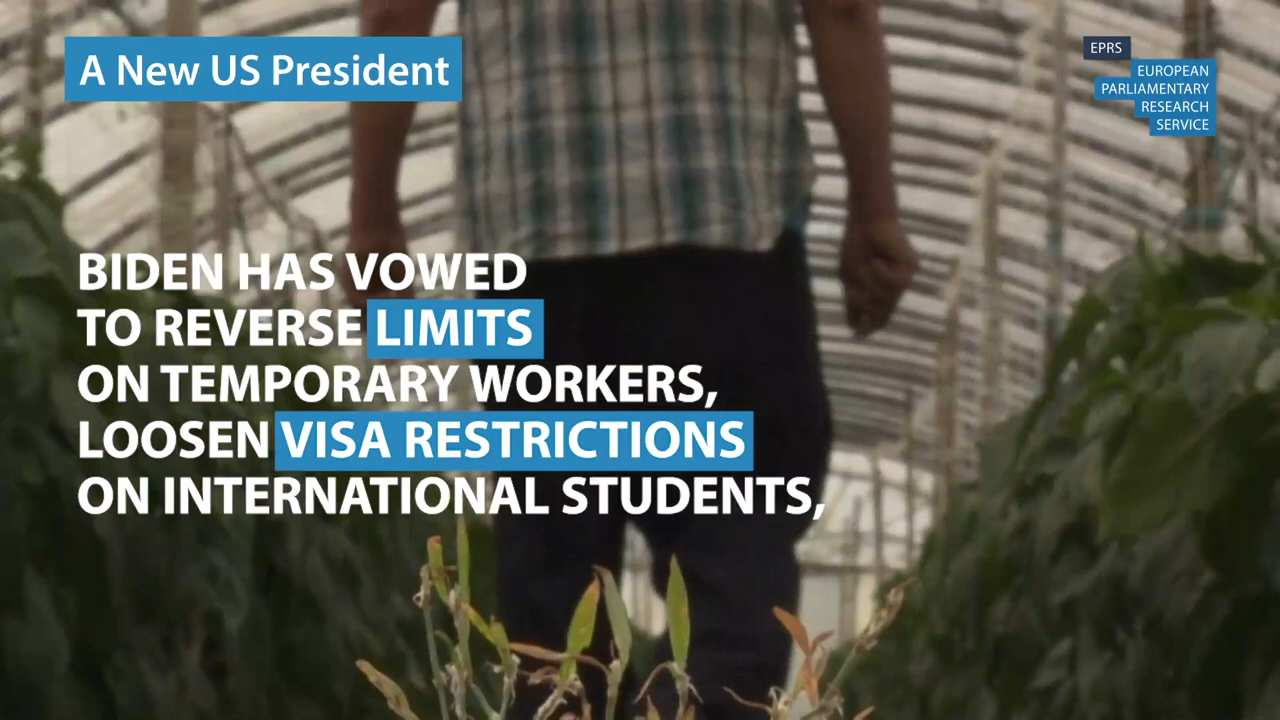 A New US President
EPRS
EUROPEAN
PARLIAMENTARY
RESEARCH
SERVICE
BIDEN HAS VOWED
TO REVERSE LIMITS
ON TEMPORARY WORKERS,
LOOSEN VISA RESTRICTIONS
ON INTERNATIONAL STUDENTS,